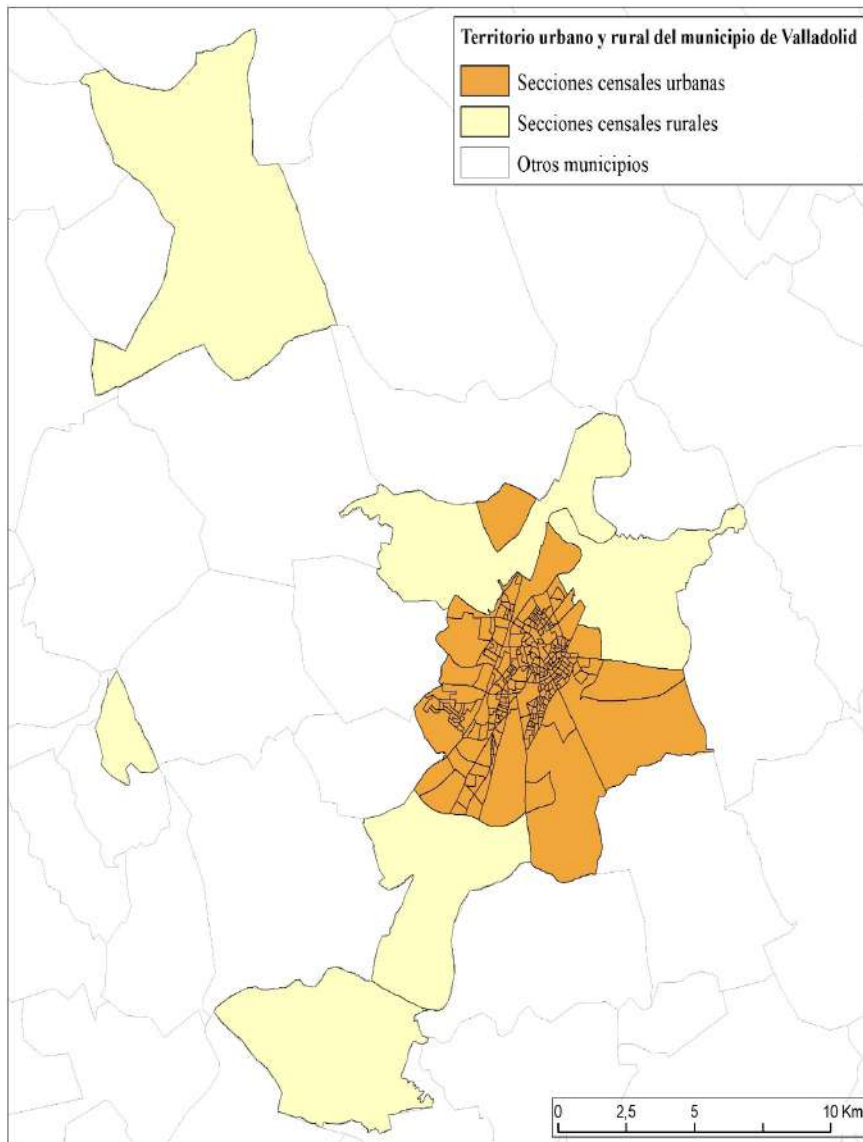 Territorio urbano y rural del municipio de Valladolid
Secciones censales urbanas
Secciones censales rurales
Otros municipios
0 2,5 5 10 Km